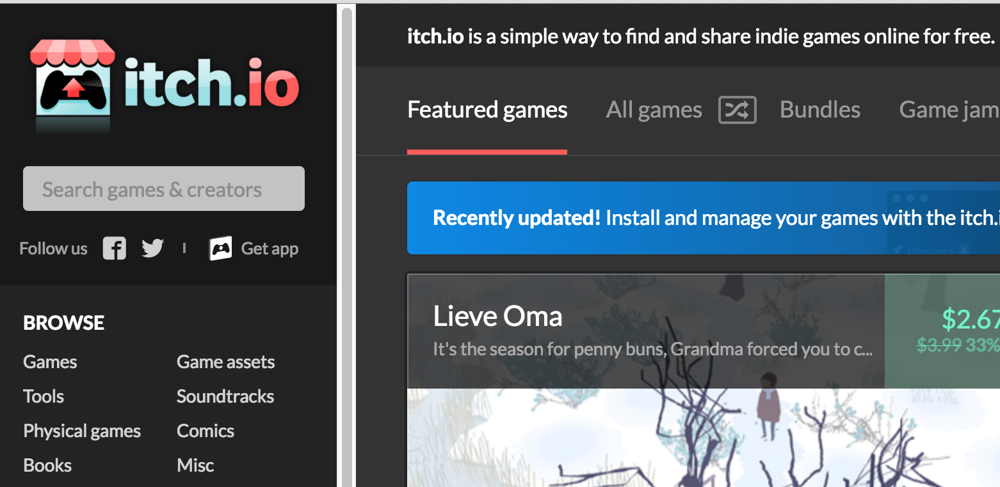 itch.io
Search games & creators
Follow us
Get app
BROWSE
Games
Game assets
Tools
Soundtracks
Physical games
Comics
Books
Misc
itch.io is a simple way to find and share indie games online for free.
Featured games
All games
Bundles
Game jam
Recently updated! Install and manage your games with the itch.i
Developed 4
Lieve Oma
It's the season for penny buns, Grandma forced you to c...
$2.67
$3.99 33%